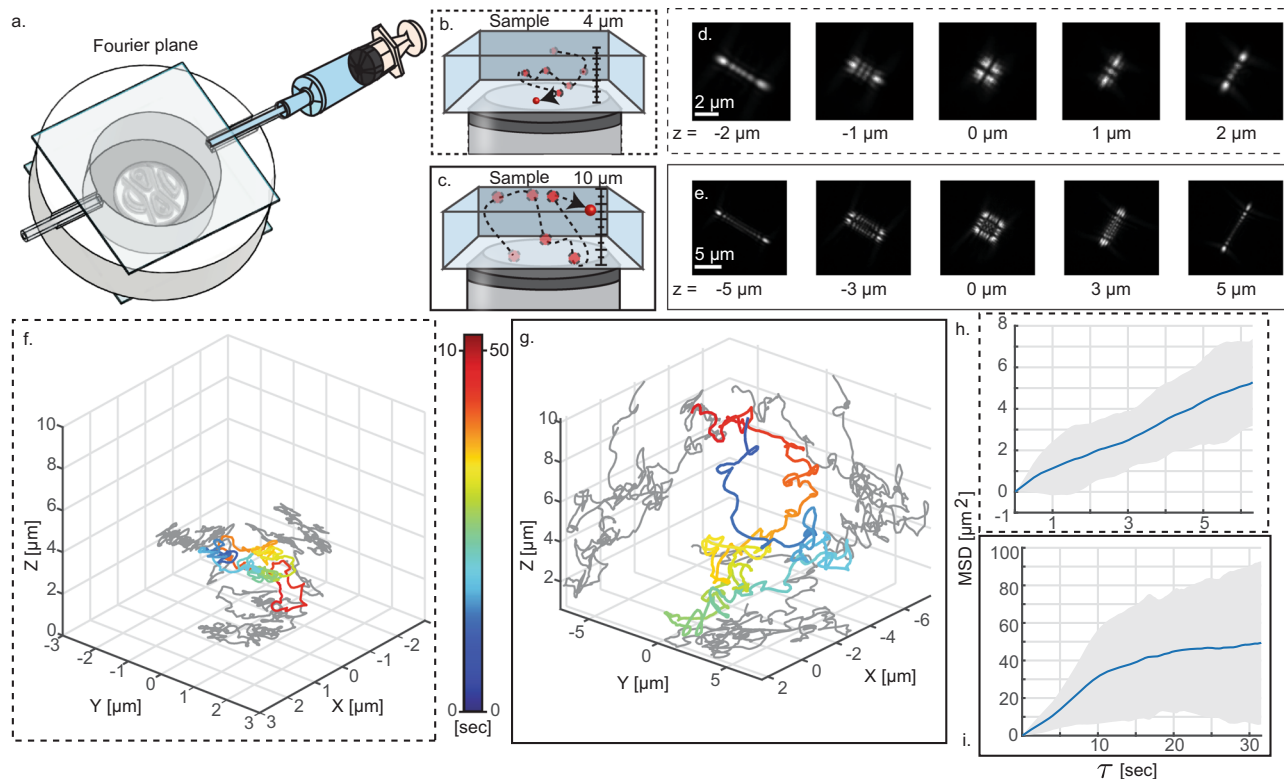 a.
Fourier plane
b.
Sample
4 µm
c.
Sample
10 µm
d.
2 µm
z = -2 µm -1 µm 0 µm 1 µm 2 µm
e.
5 µm
z = -5 µm -3 µm 0 µm 3 µm 5 µm
f.
10
8
6
4
2
0
Z [µm]
-3 -2 -1 0 1 2 3
Y [µm]
3 2 1 0 -1 -2
X [µm]
10 50
0 0
[sec]
g.
10
8
6
4
2
Z [µm]
-5 0 5
Y [µm]
2 0 -2 -4 -6
X [µm]
h.
8
6
4
2
0
-1
1 3 5
MSD [µm 2]
100
80
60
40
20
0
10 20 30
i.
τ [sec]